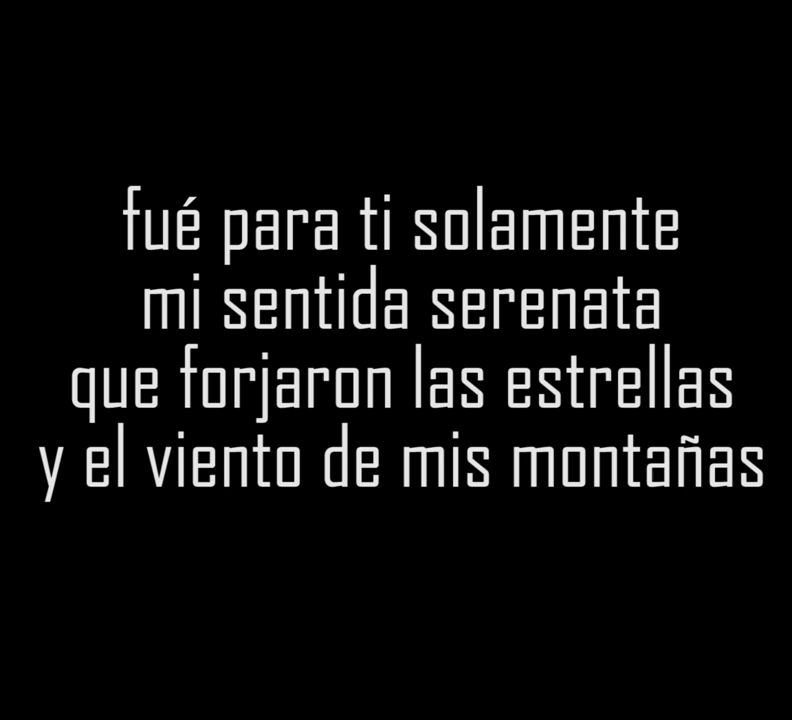 fué para ti solamente
mi sentida serenata
que forjaron las estrellas
y el viento de mis montañas